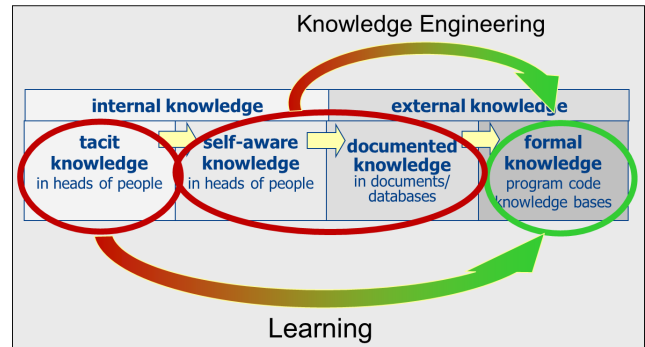 Knowledge Engineering
internal knowledge
external knowledge
tacit
knowledge
in heads of people
self-aware
knowledge
in heads of people
documented
knowledge
in documents/
databases
formal
knowledge
program code
knowledge bases
Learning